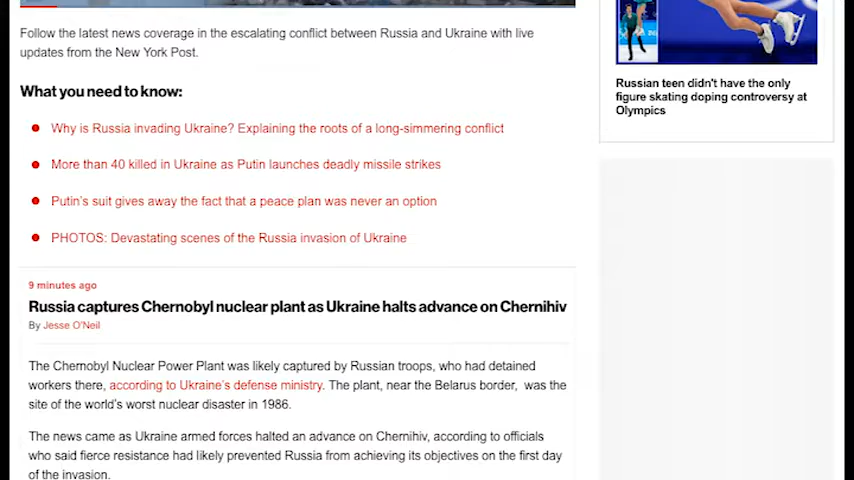 Follow the latest news coverage in the escalating conflict between Russia and Ukraine with live
updates from the New York Post.
What you need to know:
Why is Russia invading Ukraine? Explaining the roots of a long-simmering conflict
More than 40 killed in Ukraine as Putin launches deadly missile strikes
Putin's suit gives away the fact that a peace plan was never an option
PHOTOS: Devastating scenes of the Russia invasion of Ukraine
9 minutes ago
Russia captures Chernobyl nuclear plant as Ukraine halts advance on Chernihiv
By Jesse O'Neil
The Chernobyl Nuclear Power Plant was likely captured by Russian troops, who had detained
workers there, according to Ukraine's defense ministry. The plant, near the Belarus border, was the
site of the world's worst nuclear disaster in 1986.
The news came as Ukraine armed forces halted an advance on Chernihiv, according to officials
who said fierce resistance had likely prevented Russia from achieving its objectives on the first day
of the invasion.
Russian teen didn't have the only
figure skating doping controversy at
Olympics